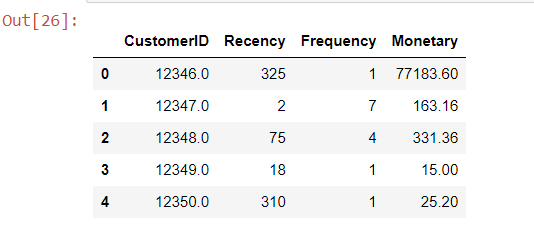 Out[26]:
CustomerID Recency Frequency Monetary
0 12346.0 325 1 77183.60
1 12347.0 2 7 163.16
2 12348.0 75 4 331.36
3 12349.0 18 1 15.00
4 12350.0 310 1 25.20